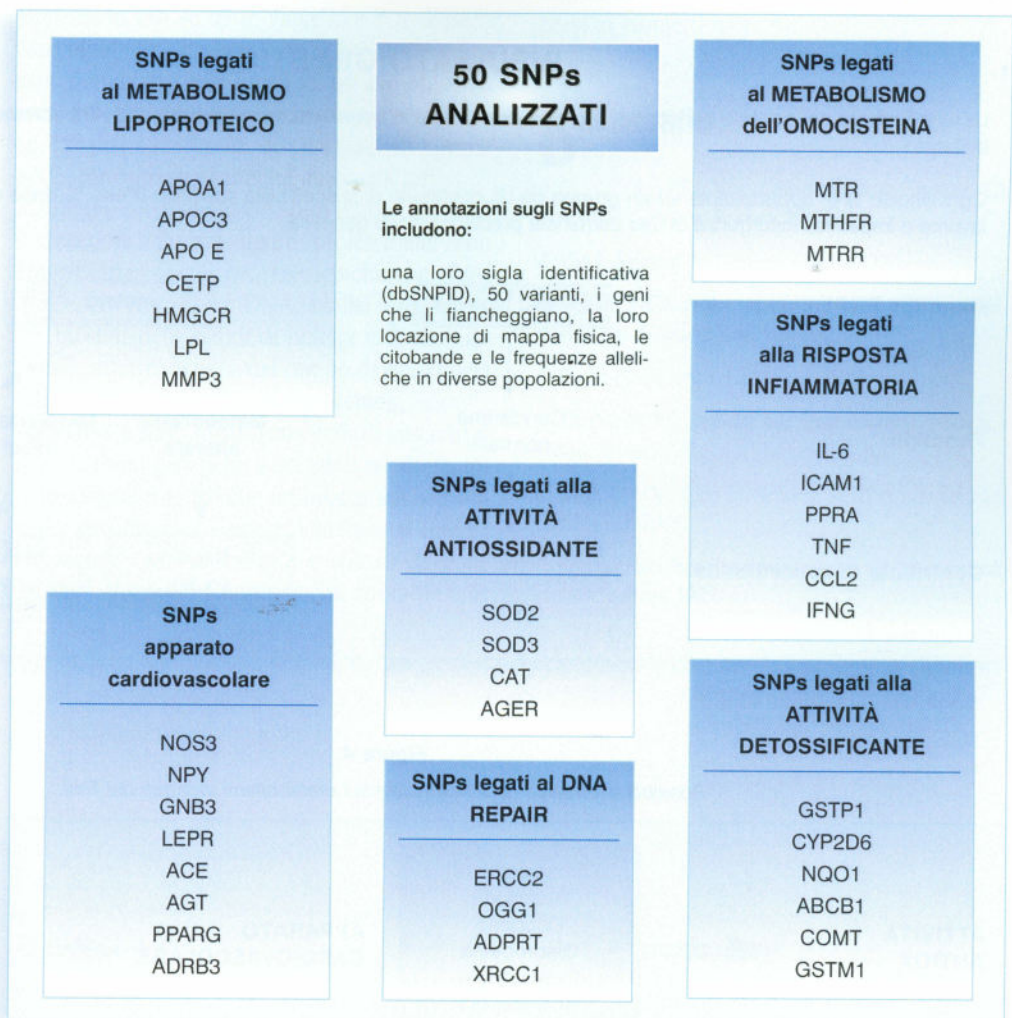 SNPs legati
al METABOLISMO
LIPOPROTEICO
APOA1
APOC3
APO E
CETP
HMGCR
LPL
MMP3
50 SNPs
ANALIZZATI
Le annotazioni sugli SNPs
includono:
una loro sigla identificativa
(dbSNPID), 50 varianti, i geni
che li fiancheggiano, la loro
locazione di mappa fisica, le
citobande e le frequenze alleli-
che in diverse popolazioni.
SNPs legati
al METABOLISMO
dell'OMOCISTEINA
MTR
MTHFR
MTRR
SNPs legati
alla RISPOSTA
INFIAMMATORIA
IL-6
ICAM1
PPRA
TNF
CCL2
IFNG
SNPs legati alla
ATTIVITÀ
ANTIOSSIDANTE
SOD2
SOD3
CAT
AGER
SNPs
apparato
cardiovascolare
NOS3
NPY
GNB3
LEPR
ACE
AGT
PPARG
ADRB3
SNPs legati al DNA
REPAIR
ERCC2
OGG1
ADPRT
XRCC1
SNPs legati alla
ATTIVITÀ
DETOSSIFICANTE
GSTP1
CYP2D6
NQO1
ABCB1
COMT
GSTM1